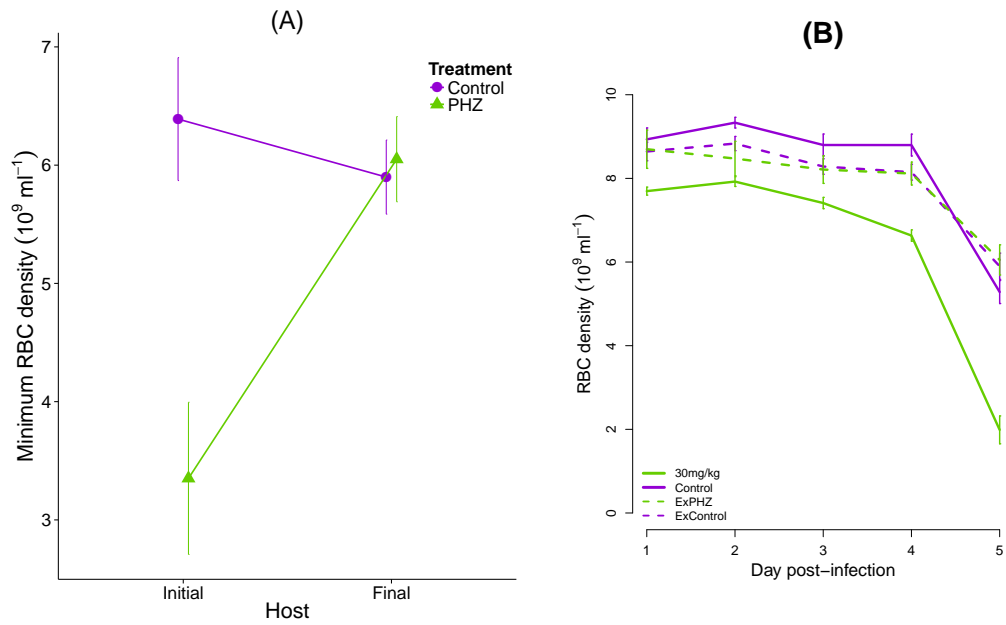 (A)
Minimum RBC density (10⁹ ml⁻¹)
7
6
5
4
3
Treatment
Control
PHZ
Initial
Final
Host
(B)
RBC density (10⁹ ml⁻¹)
10
8
6
4
2
0
30mg/kg
Control
ExPHZ
ExControl
1 2 3 4 5
Day post−infection